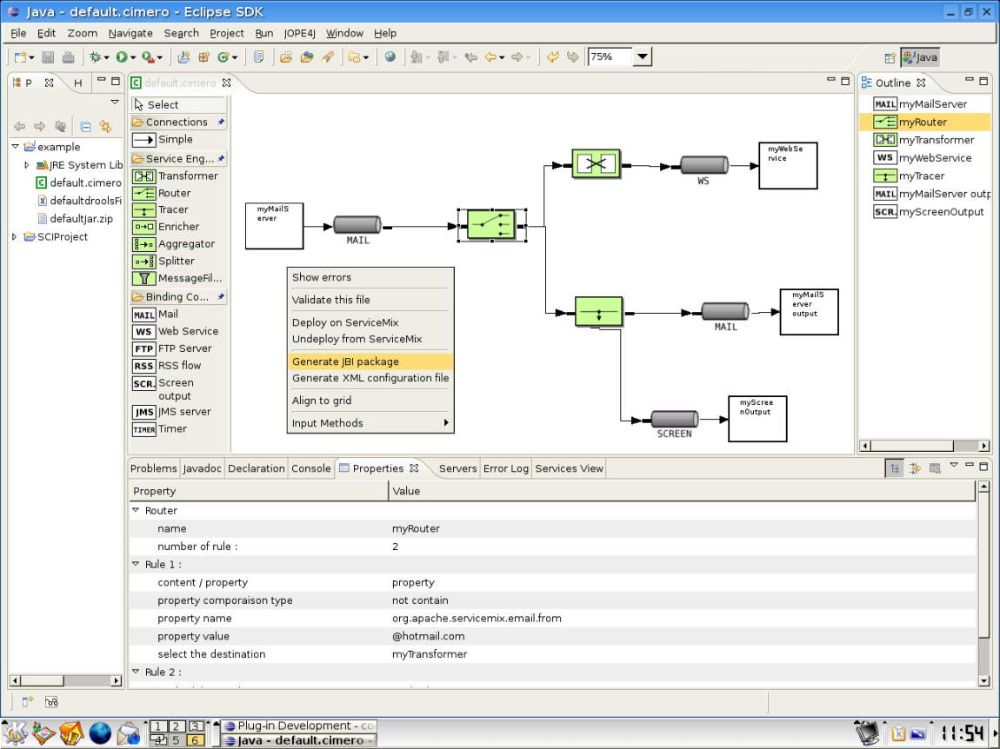 Java - default.cimero - Eclipse SDK
File Edit Zoom Navigate Search Project Run JOPE4J Window Help
75%
Java
P
H
default.cimero
Outline
example
JRE System Lib
default.cimero
defaultdroolsFi
defaultJar.zip
SCIProject
Select
Connections
Simple
Service Eng...
Transformer
Router
Tracer
Enricher
Aggregator
Splitter
MessageFil...
Binding Co...
MAIL Mail
WS Web Service
FTP FTP Server
RSS RSS flow
SCR. Screen
output
JMS JMS server
TIMER Timer
myMailS
erver
MAIL
WS
myWebSe
rvice
MAIL
myMailS
erver
output
SCREEN
myScree
nOutput
Show errors
Validate this file
Deploy on ServiceMix
Undeploy from ServiceMix
Generate JBI package
Generate XML configuration file
Align to grid
Input Methods
MAIL myMailServer
myRouter
myTransformer
WS myWebService
myTracer
MAIL myMailServer outp
SCR. myScreenOutput
Problems Javadoc Declaration Console Properties Servers Error Log Services View
Property Value
Router
name myRouter
number of rule : 2
Rule 1 :
content / property property
property comporaison type not contain
property name org.apache.servicemix.email.from
property value @hotmail.com
select the destination myTransformer
Rule 2 :
1 2 3
4 5 6
Plug-in Development - co
Java - default.cimero -
11:54